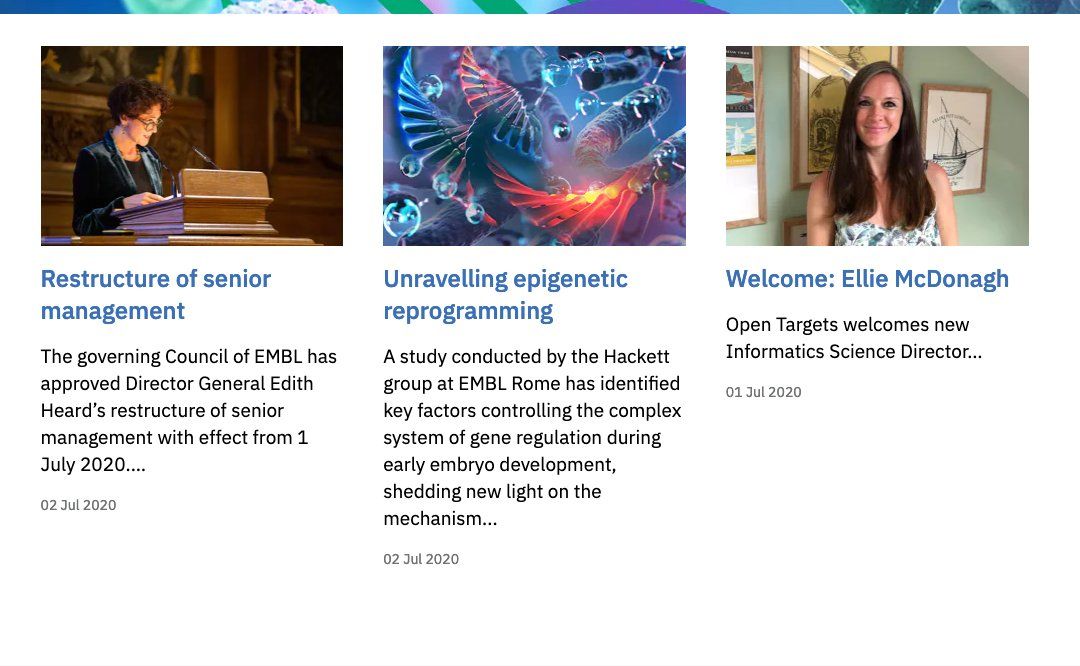 Restructure of senior
management
The governing Council of EMBL has
approved Director General Edith
Heard’s restructure of senior
management with effect from 1
July 2020....
02 Jul 2020
Unravelling epigenetic
reprogramming
A study conducted by the Hackett
group at EMBL Rome has identified
key factors controlling the complex
system of gene regulation during
early embryo development,
shedding new light on the
mechanism...
02 Jul 2020
Welcome: Ellie McDonagh
Open Targets welcomes new
Informatics Science Director...
01 Jul 2020